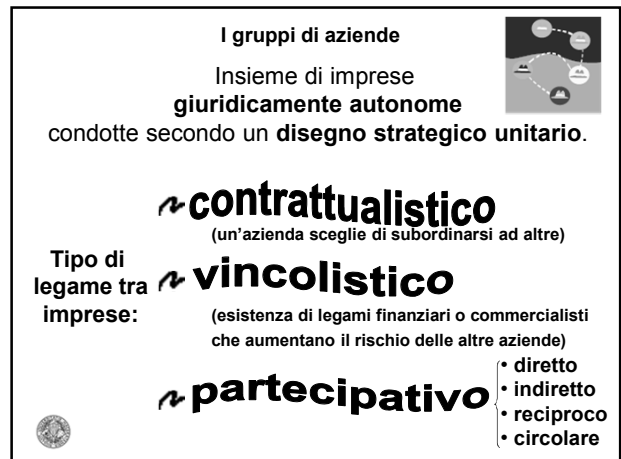 I gruppi di aziende
Insieme di imprese
giuridicamente autonome
condotte secondo un disegno strategico unitario.
Tipo di
legame tra
imprese:
contrattualistico
(un'azienda sceglie di subordinarsi ad altre)
vincolistico
(esistenza di legami finanziari o commercialisti
che aumentano il rischio delle altre aziende)
partecipativo
• diretto
• indiretto
• reciproco
• circolare